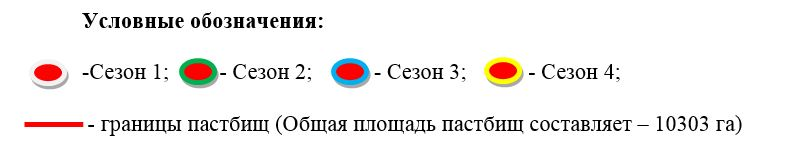 Условные обозначения:
-Сезон 1; - Сезон 2; - Сезон 3; - Сезон 4;
- границы пастбищ (Общая площадь пастбищ составляет – 10303 га)